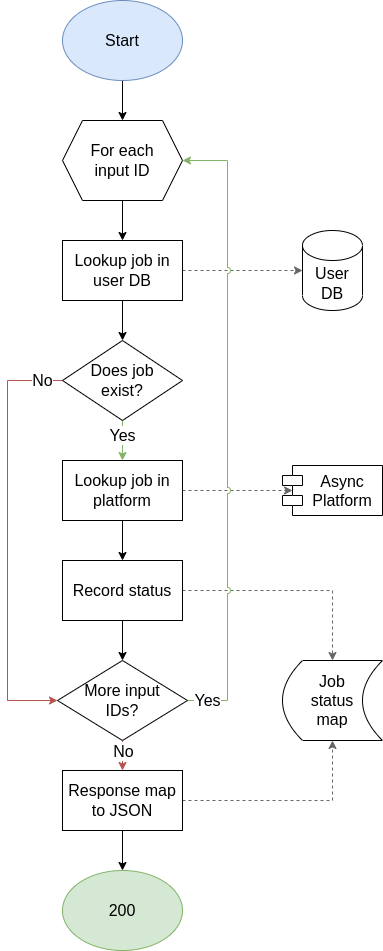 Start
For each
input ID
Lookup job in
user DB
User
DB
Does job
exist?
No
Yes
Lookup job in
platform
Async
Platform
Record status
More input
IDs?
Yes
Job
status
map
No
Response map
to JSON
200